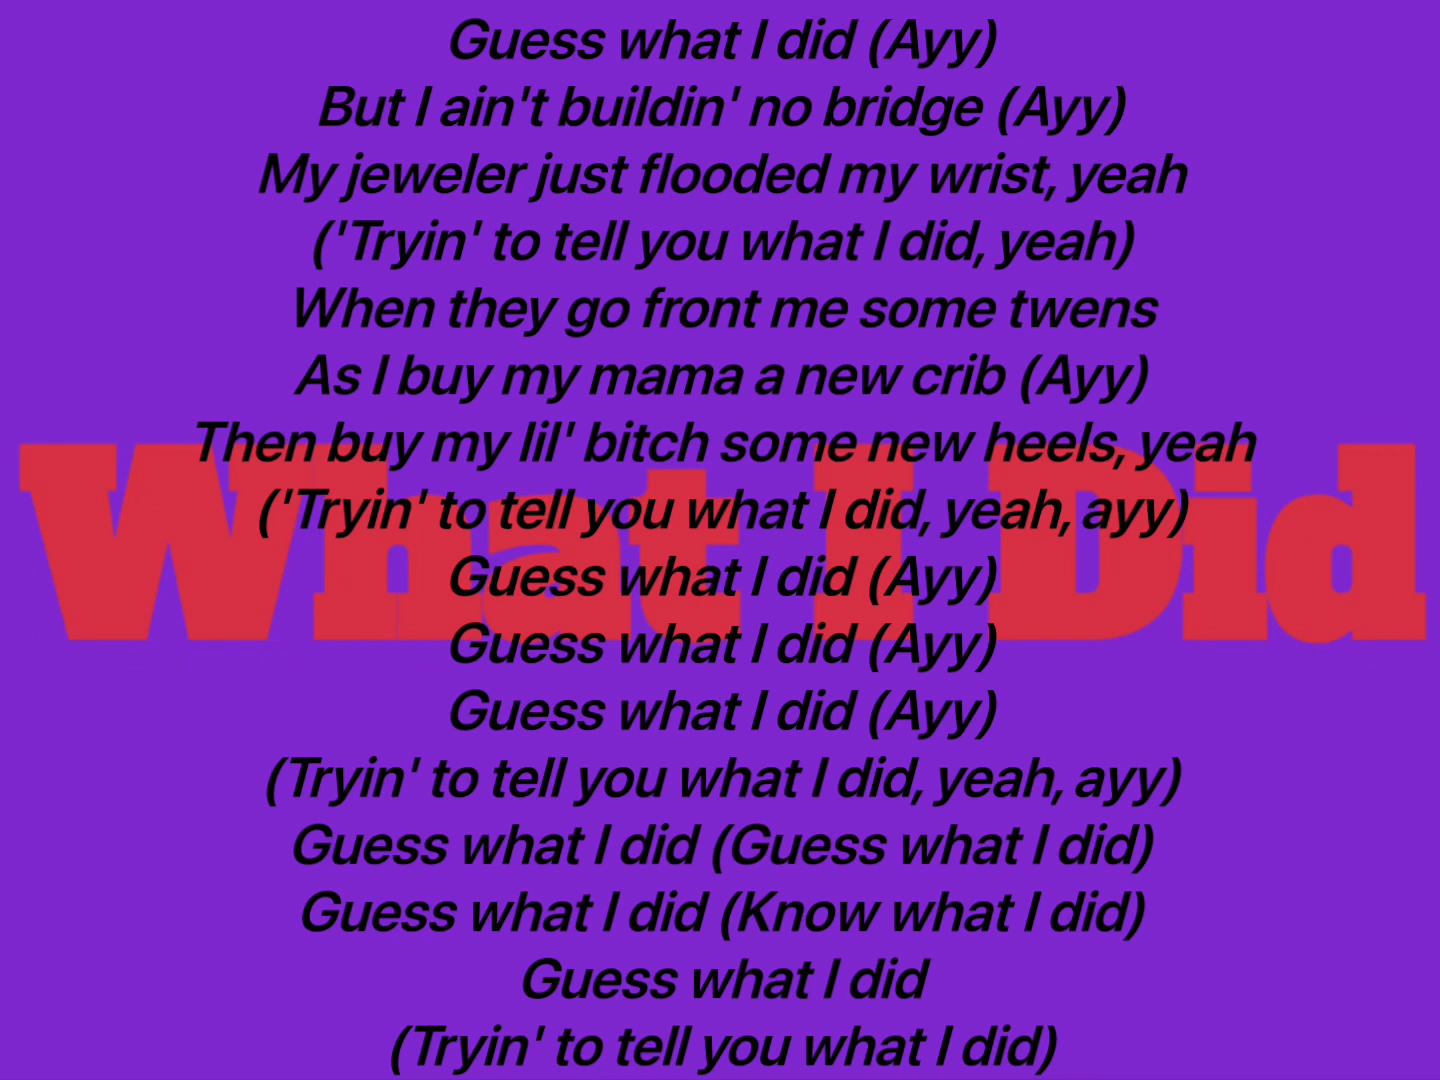 Guess what I did (Ayy)
But I ain't buildin' no bridge (Ayy)
My jeweler just flooded my wrist, yeah
('Tryin' to tell you what I did, yeah)
When they go front me some twens
As I buy my mama a new crib (Ayy)
Then buy my lil' bitch some new heels, yeah
('Tryin' to tell you what I did, yeah, ayy)
What I Did
Guess what I did (Ayy)
Guess what I did (Ayy)
Guess what I did (Ayy)
(Tryin' to tell you what I did, yeah, ayy)
Guess what I did (Guess what I did)
Guess what I did (Know what I did)
Guess what I did
(Tryin' to tell you what I did)